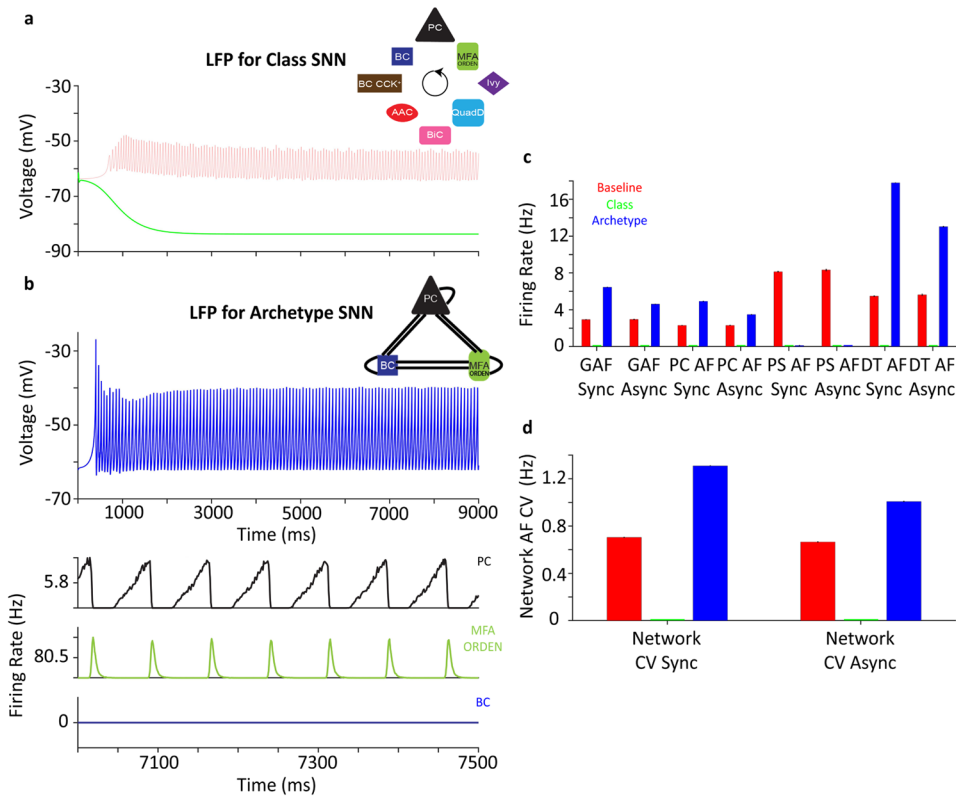 a
LFP for Class SNN
PC
BC
MFA
ORDEN
BC CCK+
Ivy
AAC
QuadD
BiC
Voltage (mV)
-30
-50
-70
-90
b
LFP for Archetype SNN
PC
BC
MFA
ORDEN
Voltage (mV)
-30
-50
-70
1000 3000 5000 7000 9000
Time (ms)
Firing Rate (Hz)
5.8
PC
80.5
MFA
ORDEN
0
BC
7100 7300 7500
Time (ms)
c
Baseline
Class
Archetype
Firing Rate (Hz)
16
12
8
4
0
GAF Sync
GAF Async
PC AF Sync
PC AF Async
PS AF Sync
PS AF Async
DT AF Sync
DT AF Async
d
Network AF CV (Hz)
1.2
0.8
0.4
0
Network
CV Sync
Network
CV Async